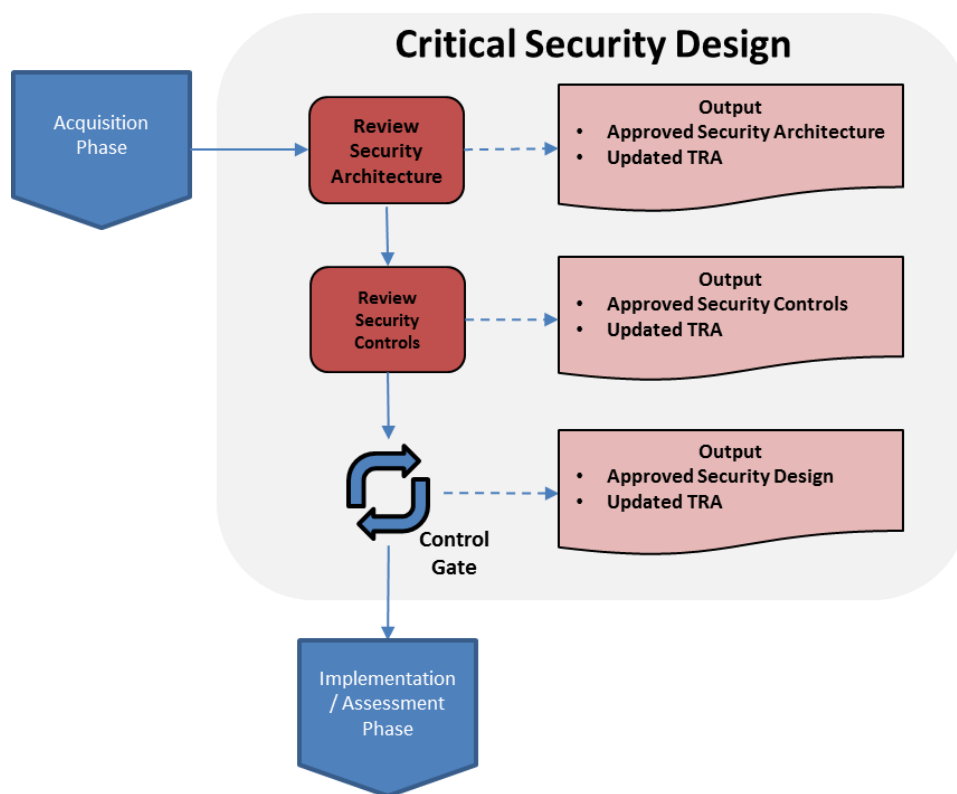 Critical Security Design
Acquisition
Phase
Review
Security
Architecture
Output
• Approved Security Architecture
• Updated TRA
Review
Security
Controls
Output
• Approved Security Controls
• Updated TRA
Control
Gate
Output
• Approved Security Design
• Updated TRA
Implementation
/ Assessment
Phase